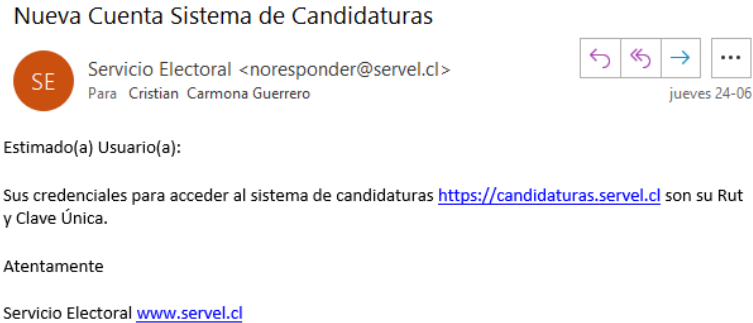 Nueva Cuenta Sistema de Candidaturas
SE
Servicio Electoral <noresponder@servel.cl>
Para Cristian Carmona Guerrero
jueves 24-06
Estimado(a) Usuario(a):
Sus credenciales para acceder al sistema de candidaturas https://candidaturas.servel.cl son su Rut
y Clave Única.
Atentamente
Servicio Electoral www.servel.cl